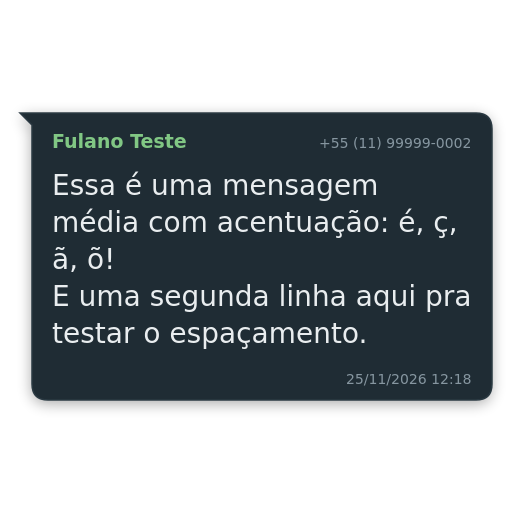 Fulano Teste +55 (11) 99999-0002
Essa é uma mensagem
média com acentuação: é, ç,
ã, õ!
E uma segunda linha aqui pra
testar o espaçamento.
25/11/2026 12:18